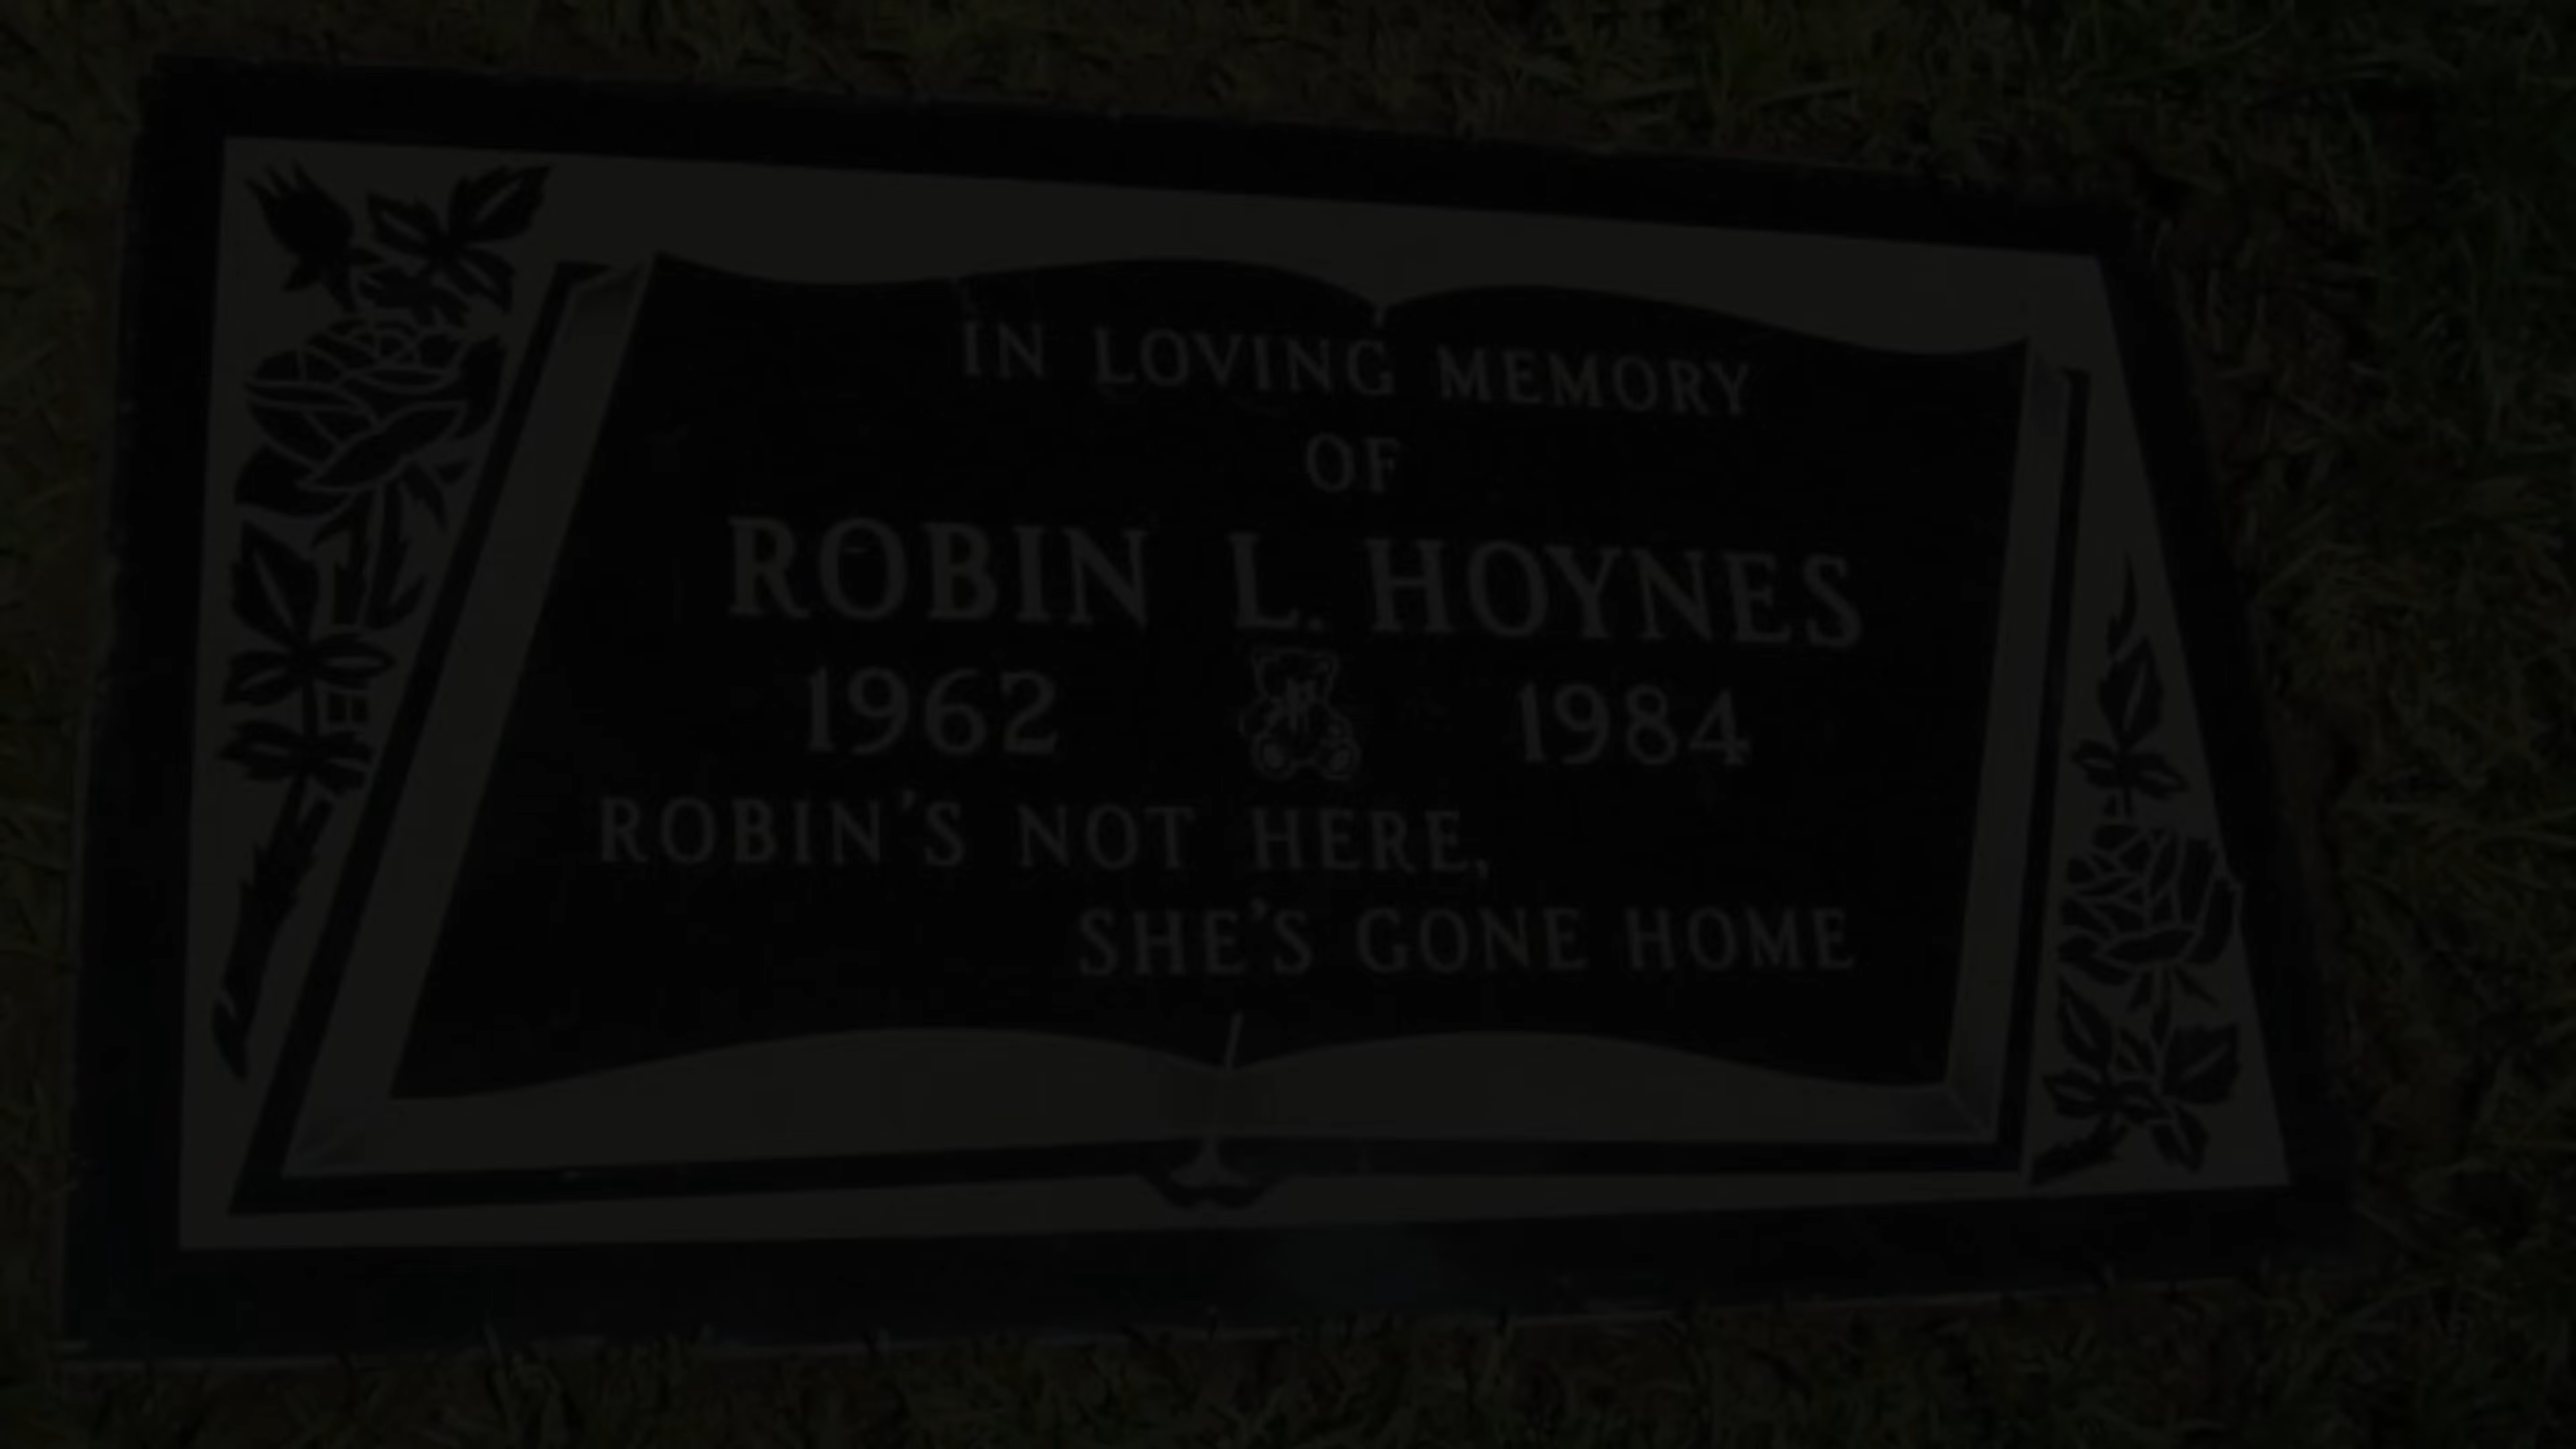 IN LOVING MEMORY
OF
ROBIN L. HOYNES
1962 1984
ROBIN'S NOT HERE,
SHE'S GONE HOME